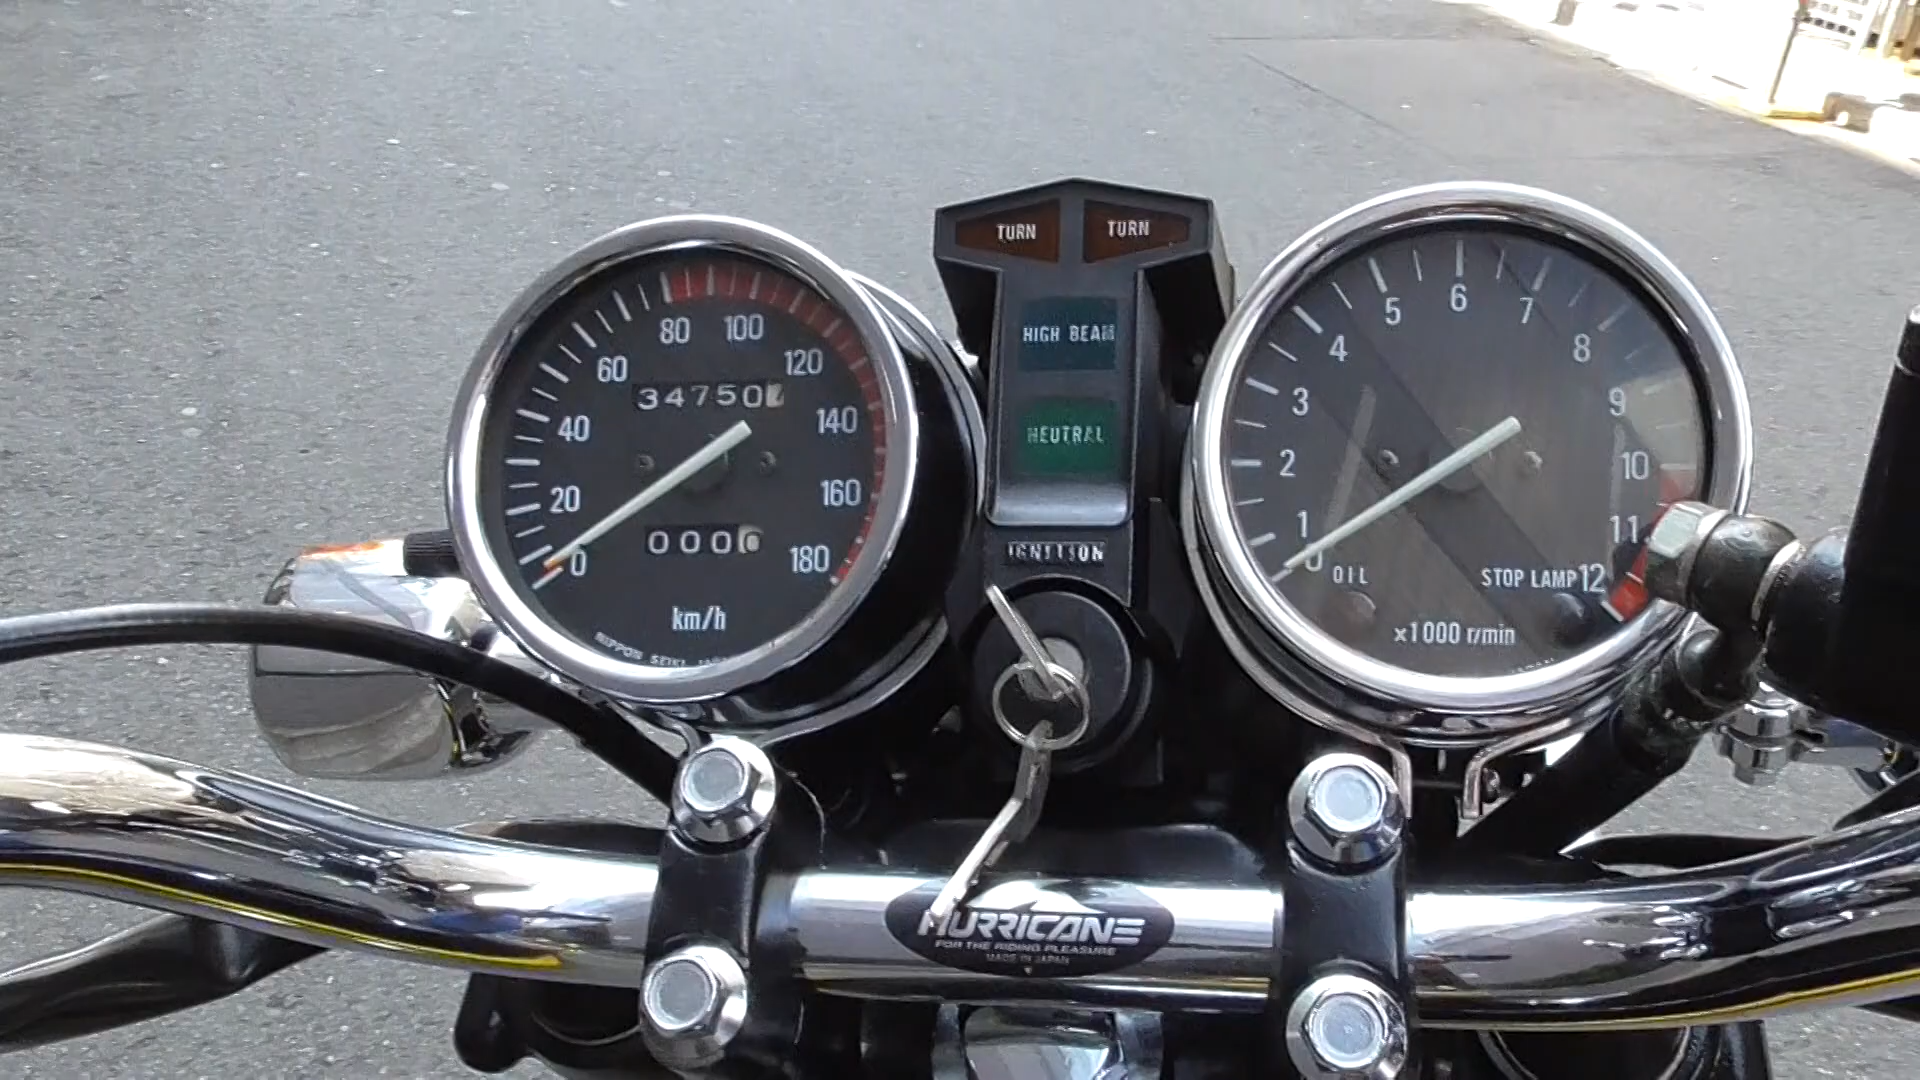 TURN TURN
HIGH BEAM
NEUTRAL
IGNITION
80 100
60 120
34750
40 140
20 160
0000
0 180
km/h
NIPPON SEIKI
5 6 7
4 8
3 9
2 10
1 11
0 OIL STOP LAMP 12
x1000 r/min
HURRICANE
FOR THE RIDING PLEASURE
MADE IN JAPAN